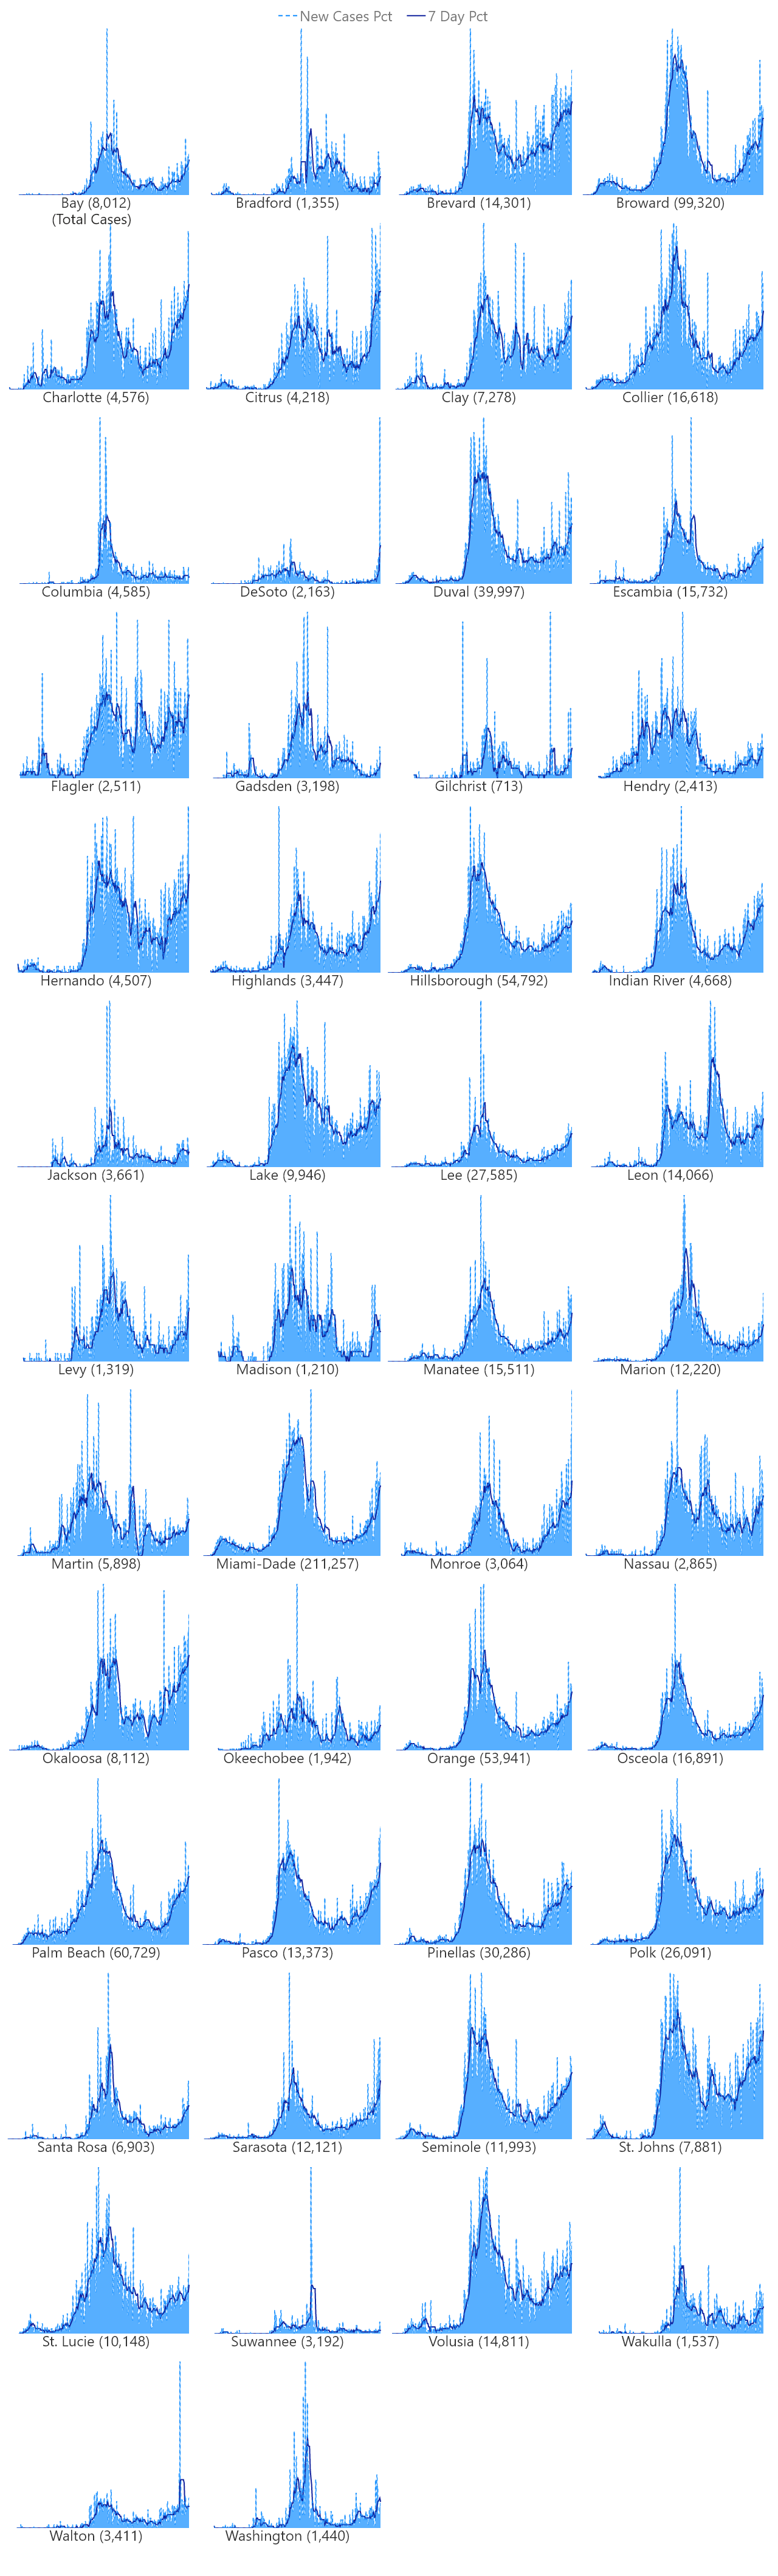 New Cases Pct 7 Day Pct
Bay (8,012) Bradford (1,355) Brevard (14,301) Broward (99,320)
(Total Cases)
Charlotte (4,576) Citrus (4,218) Clay (7,278) Collier (16,618)
Columbia (4,585) DeSoto (2,163) Duval (39,997) Escambia (15,732)
Flagler (2,511) Gadsden (3,198) Gilchrist (713) Hendry (2,413)
Hernando (4,507) Highlands (3,447) Hillsborough (54,792) Indian River (4,668)
Jackson (3,661) Lake (9,946) Lee (27,585) Leon (14,066)
Levy (1,319) Madison (1,210) Manatee (15,511) Marion (12,220)
Martin (5,898) Miami-Dade (211,257) Monroe (3,064) Nassau (2,865)
Okaloosa (8,112) Okeechobee (1,942) Orange (53,941) Osceola (16,891)
Palm Beach (60,729) Pasco (13,373) Pinellas (30,286) Polk (26,091)
Santa Rosa (6,903) Sarasota (12,121) Seminole (11,993) St. Johns (7,881)
St. Lucie (10,148) Suwannee (3,192) Volusia (14,811) Wakulla (1,537)
Walton (3,411) Washington (1,440)